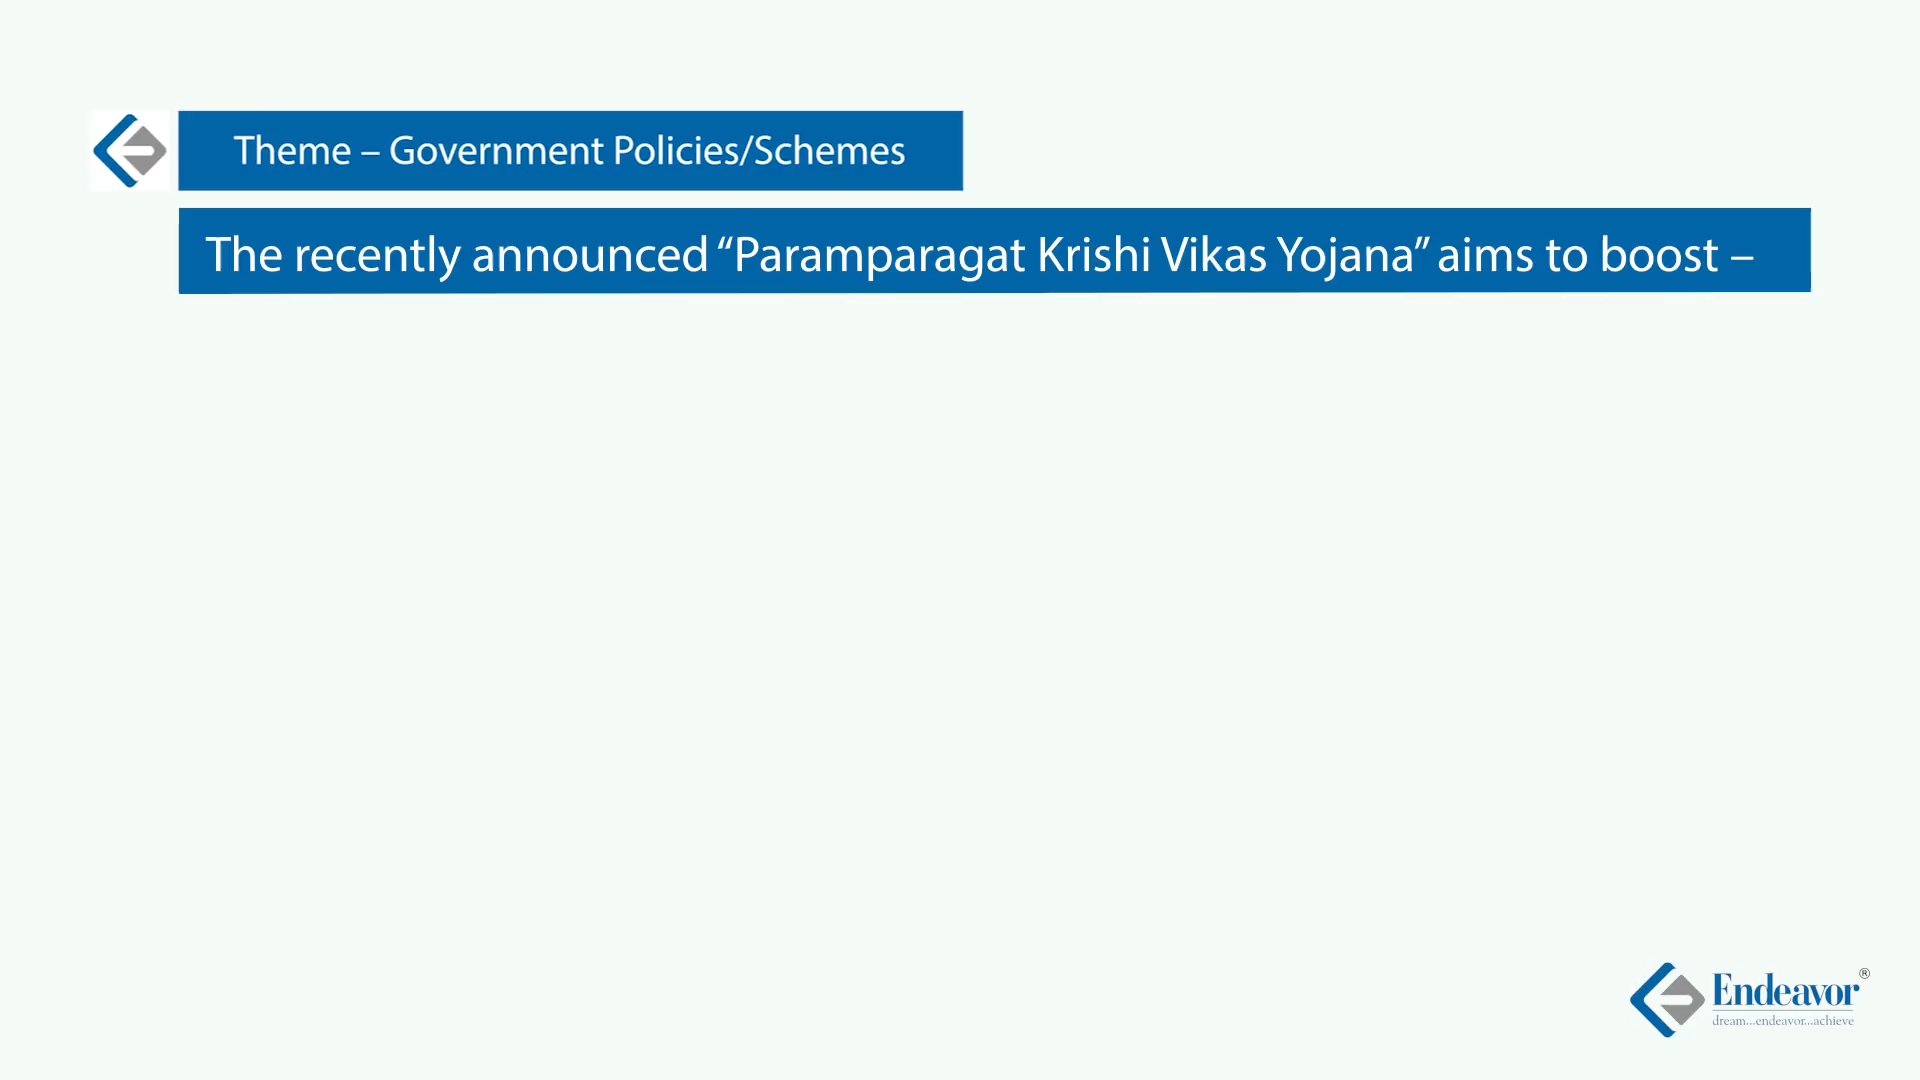 Theme – Government Policies/Schemes
The recently announced “Paramparagat Krishi Vikas Yojana” aims to boost –
Endeavor®
dream...endeavor...achieve